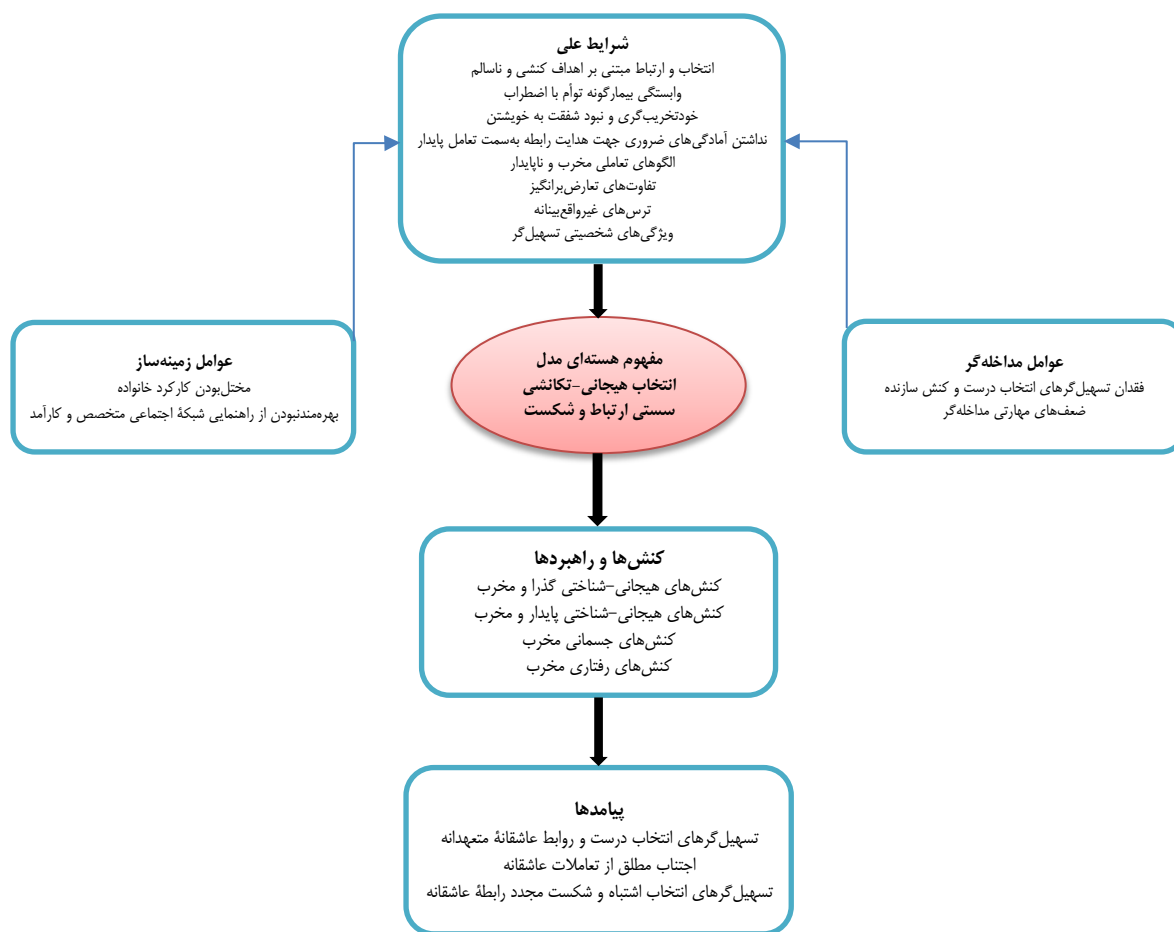 شرایط علی
انتخاب و ارتباط مبتنی بر اهداف کنشی و ناسالم
وابستگی بیمارگونه توأم با اضطراب
خودتخریب‌گری و نبود شفقت به خویشتن
نداشتن آمادگی‌های ضروری جهت هدایت رابطه به‌سمت تعامل پایدار
الگوهای تعاملی مخرب و ناپایدار
تفاوت‌های تعارض‌برانگیز
ترس‌های غیرواقع‌بینانه
ویژگی‌های شخصیتی تسهیل‌گر
عوامل مداخله‌گر
فقدان تسهیل‌گرهای انتخاب درست و کنش سازنده
ضعف‌های مهارتی مداخله‌گر
مفهوم هسته‌ای مدل
انتخاب هیجانی-تکانشی
سستی ارتباط و شکست
عوامل زمینه‌ساز
مختل‌بودن کارکرد خانواده
بهره‌مندنبودن از راهنمایی شبکۀ اجتماعی متخصص و کارآمد
کنش‌ها و راهبردها
کنش‌های هیجانی-شناختی گذرا و مخرب
کنش‌های هیجانی-شناختی پایدار و مخرب
کنش‌های جسمانی مخرب
کنش‌های رفتاری مخرب
پیامدها
تسهیل‌گرهای انتخاب درست و روابط عاشقانۀ متعهدانه
اجتناب مطلق از تعاملات عاشقانه
تسهیل‌گرهای انتخاب اشتباه و شکست مجدد رابطۀ عاشقانه